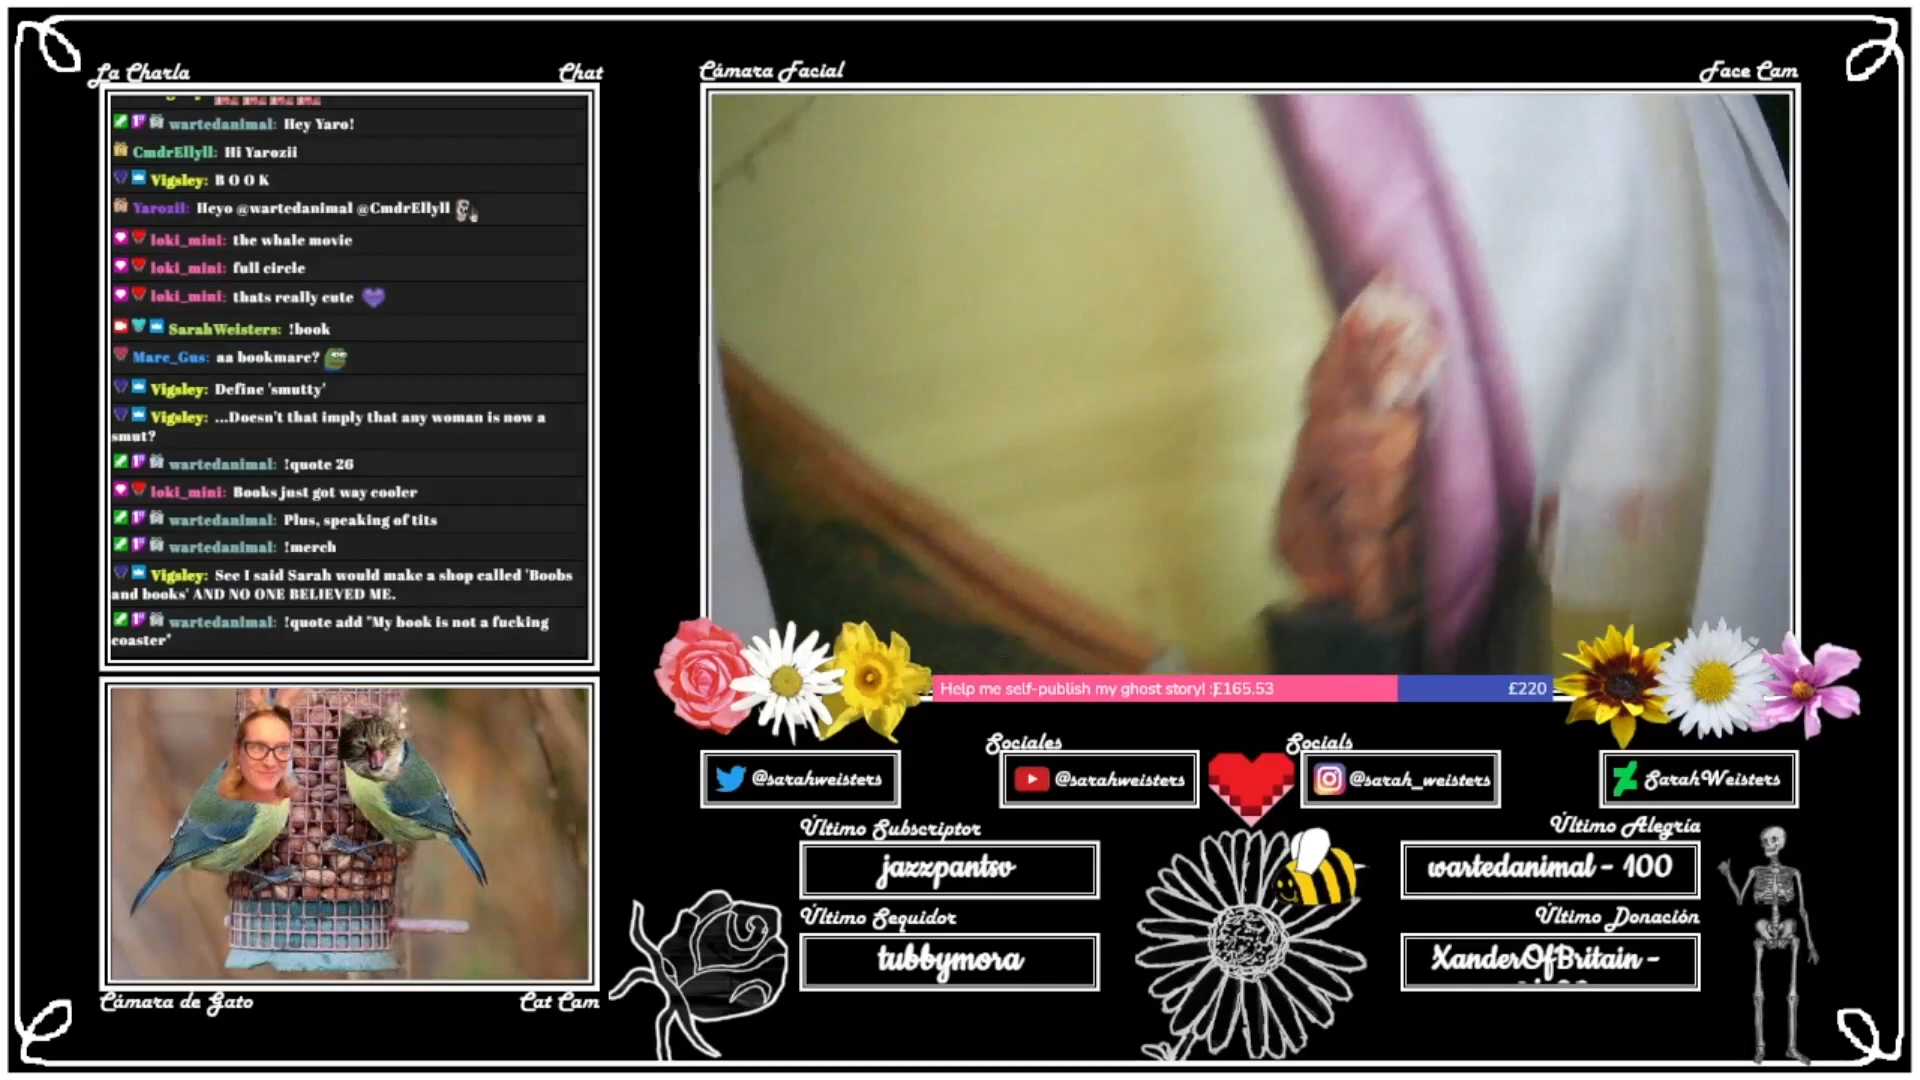 La Charla
Chat
wartedanimal: Hey Yaro!
CmdrEllyll: Hi Yarozii
Vigsley: B O O K
Yarozii: Heyo @wartedanimal @CmdrEllyll
loki_mini: the whale movie
loki_mini: full circle
loki_mini: thats really cute
SarahWeisters: !book
Mare_Gus: aa bookmare?
Vigsley: Define 'smutty'
Vigsley: ...Doesn't that imply that any woman is now a
smut?
wartedanimal: !quote 26
loki_mini: Books just got way cooler
wartedanimal: Plus, speaking of tits
wartedanimal: !merch
Vigsley: See I said Sarah would make a shop called 'Boobs
and books' AND NO ONE BELIEVED ME.
wartedanimal: !quote add "My book is not a fucking
coaster"
Cámara de Gato
Cat Cam
Cámara Facial
Face Cam
Help me self-publish my ghost story! :£165.53
£220
Sociales
Socials
@sarahweisters
@sarahweisters
@sarah_weisters
SarahWeisters
Último Subscriptor
jazzpantsv
Último Seguidor
tubbymora
Último Alegría
wartedanimal - 100
Último Donación
XanderOfBritain -